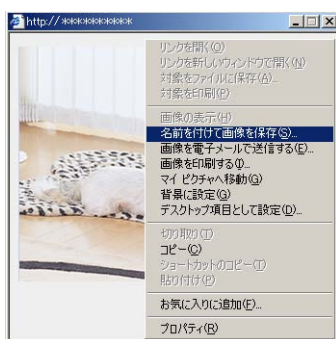 http:// ***********
リンクを開く(O)
リンクを新しいウィンドウで開く(N)
対象をファイルに保存(A)...
対象を印刷(P)
画像の表示(H)
名前を付けて画像を保存(S)...
画像を電子メールで送信する(E)...
画像を印刷する(I)...
マイ ピクチャへ移動(G)
背景に設定(G)
デスクトップ項目として設定(D)...
切り取り(T)
コピー(C)
ショートカットのコピー(T)
貼り付け(P)
お気に入りに追加(F)...
プロパティ(R)